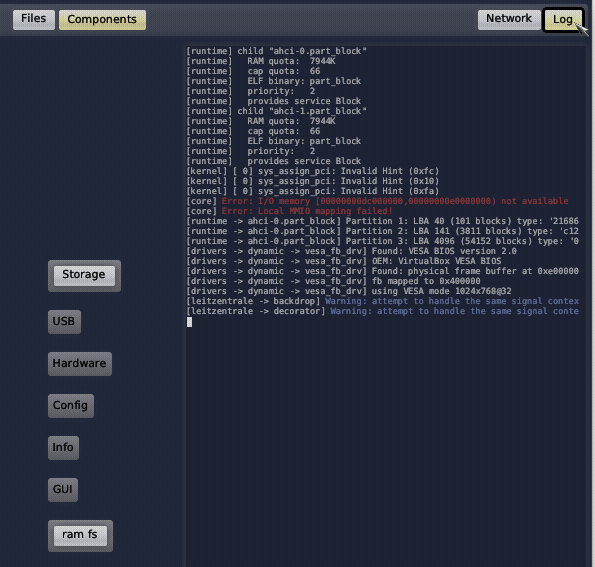 Files Components Network Log
[runtime] child "ahci-0.part_block"
[runtime]   RAM quota:  7944K
[runtime]   cap quota:  66
[runtime]   ELF binary: part_block
[runtime]   priority:   2
[runtime]   provides service Block
[runtime] child "ahci-1.part_block"
[runtime]   RAM quota:  7944K
[runtime]   cap quota:  66
[runtime]   ELF binary: part_block
[runtime]   priority:   2
[runtime]   provides service Block
[kernel] [ 0] sys_assign_pci: Invalid Hint (0xfc)
[kernel] [ 0] sys_assign_pci: Invalid Hint (0x10)
[kernel] [ 0] sys_assign_pci: Invalid Hint (0xfa)
[core] Error: I/O memory [00000000dc000000,00000000e0000000) not available
[core] Error: Local MMIO mapping failed!
[runtime -> ahci-0.part_block] Partition 1: LBA 40 (101 blocks) type: '21686
[runtime -> ahci-0.part_block] Partition 2: LBA 141 (3811 blocks) type: 'c12
[runtime -> ahci-0.part_block] Partition 3: LBA 4096 (54152 blocks) type: '0
[drivers -> dynamic -> vesa_fb_drv] Found: VESA BIOS version 2.0
[drivers -> dynamic -> vesa_fb_drv] OEM: VirtualBox VESA BIOS
[drivers -> dynamic -> vesa_fb_drv] Found: physical frame buffer at 0xe00000
[drivers -> dynamic -> vesa_fb_drv] fb mapped to 0x400000
[drivers -> dynamic -> vesa_fb_drv] using VESA mode 1024x768@32
[leitzentrale -> backdrop] Warning: attempt to handle the same signal contex
[leitzentrale -> decorator] Warning: attempt to handle the same signal conte
Storage
USB
Hardware
Config
Info
GUI
ram fs